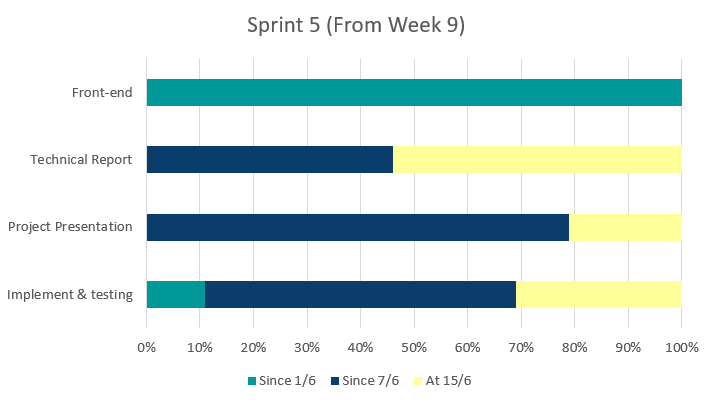 Sprint 5 (From Week 9)
Front-end
Technical Report
Project Presentation
Implement & testing
0% 10% 20% 30% 40% 50% 60% 70% 80% 90% 100%
Since 1/6 Since 7/6 At 15/6